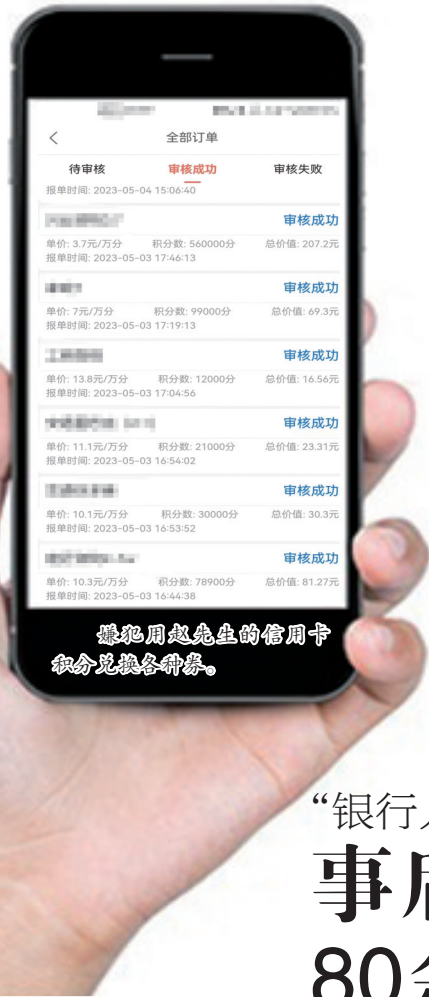 全部订单
待审核 审核成功 审核失败
报单时间: 2023-05-04 15:06:40
审核成功
单价: 3.7元/万分 积分数: 560000分 总价值: 207.2元
报单时间: 2023-05-03 17:46:13
审核成功
单价: 7元/万分 积分数: 99000分 总价值: 69.3元
报单时间: 2023-05-03 17:19:13
审核成功
单价: 13.8元/万分 积分数: 12000分 总价值: 16.56元
报单时间: 2023-05-03 17:04:56
审核成功
单价: 11.1元/万分 积分数: 21000分 总价值: 23.31元
报单时间: 2023-05-03 16:54:02
审核成功
单价: 10.1元/万分 积分数: 30000分 总价值: 30.3元
报单时间: 2023-05-03 16:53:52
审核成功
单价: 10.3元/万分 积分数: 78900分 总价值: 81.27元
报单时间: 2023-05-03 16:44:38
嫌犯用赵先生的信用卡
积分兑换各种券。
“银行
事
80